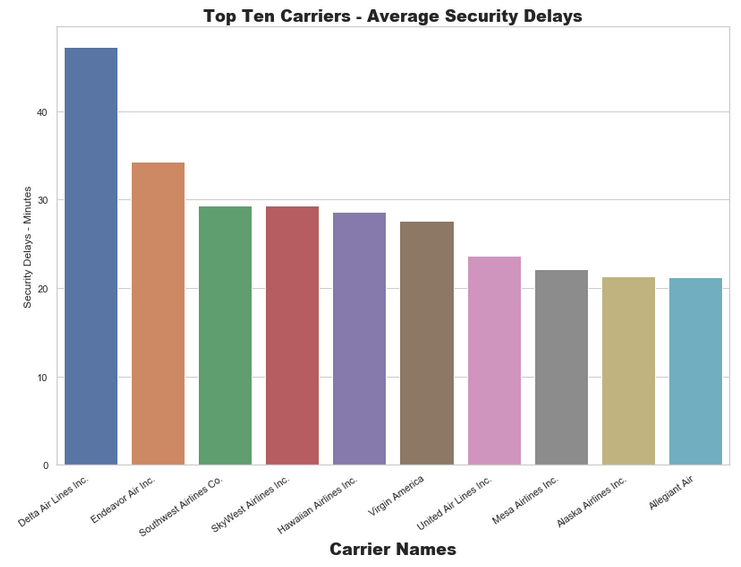 Top Ten Carriers - Average Security Delays
Security Delays - Minutes
40
30
20
10
0
Delta Air Lines Inc.
Endeavor Air Inc.
Southwest Airlines Co.
SkyWest Airlines Inc.
Hawaiian Airlines Inc.
Virgin America
United Air Lines Inc.
Mesa Airlines Inc.
Alaska Airlines Inc.
Allegiant Air
Carrier Names